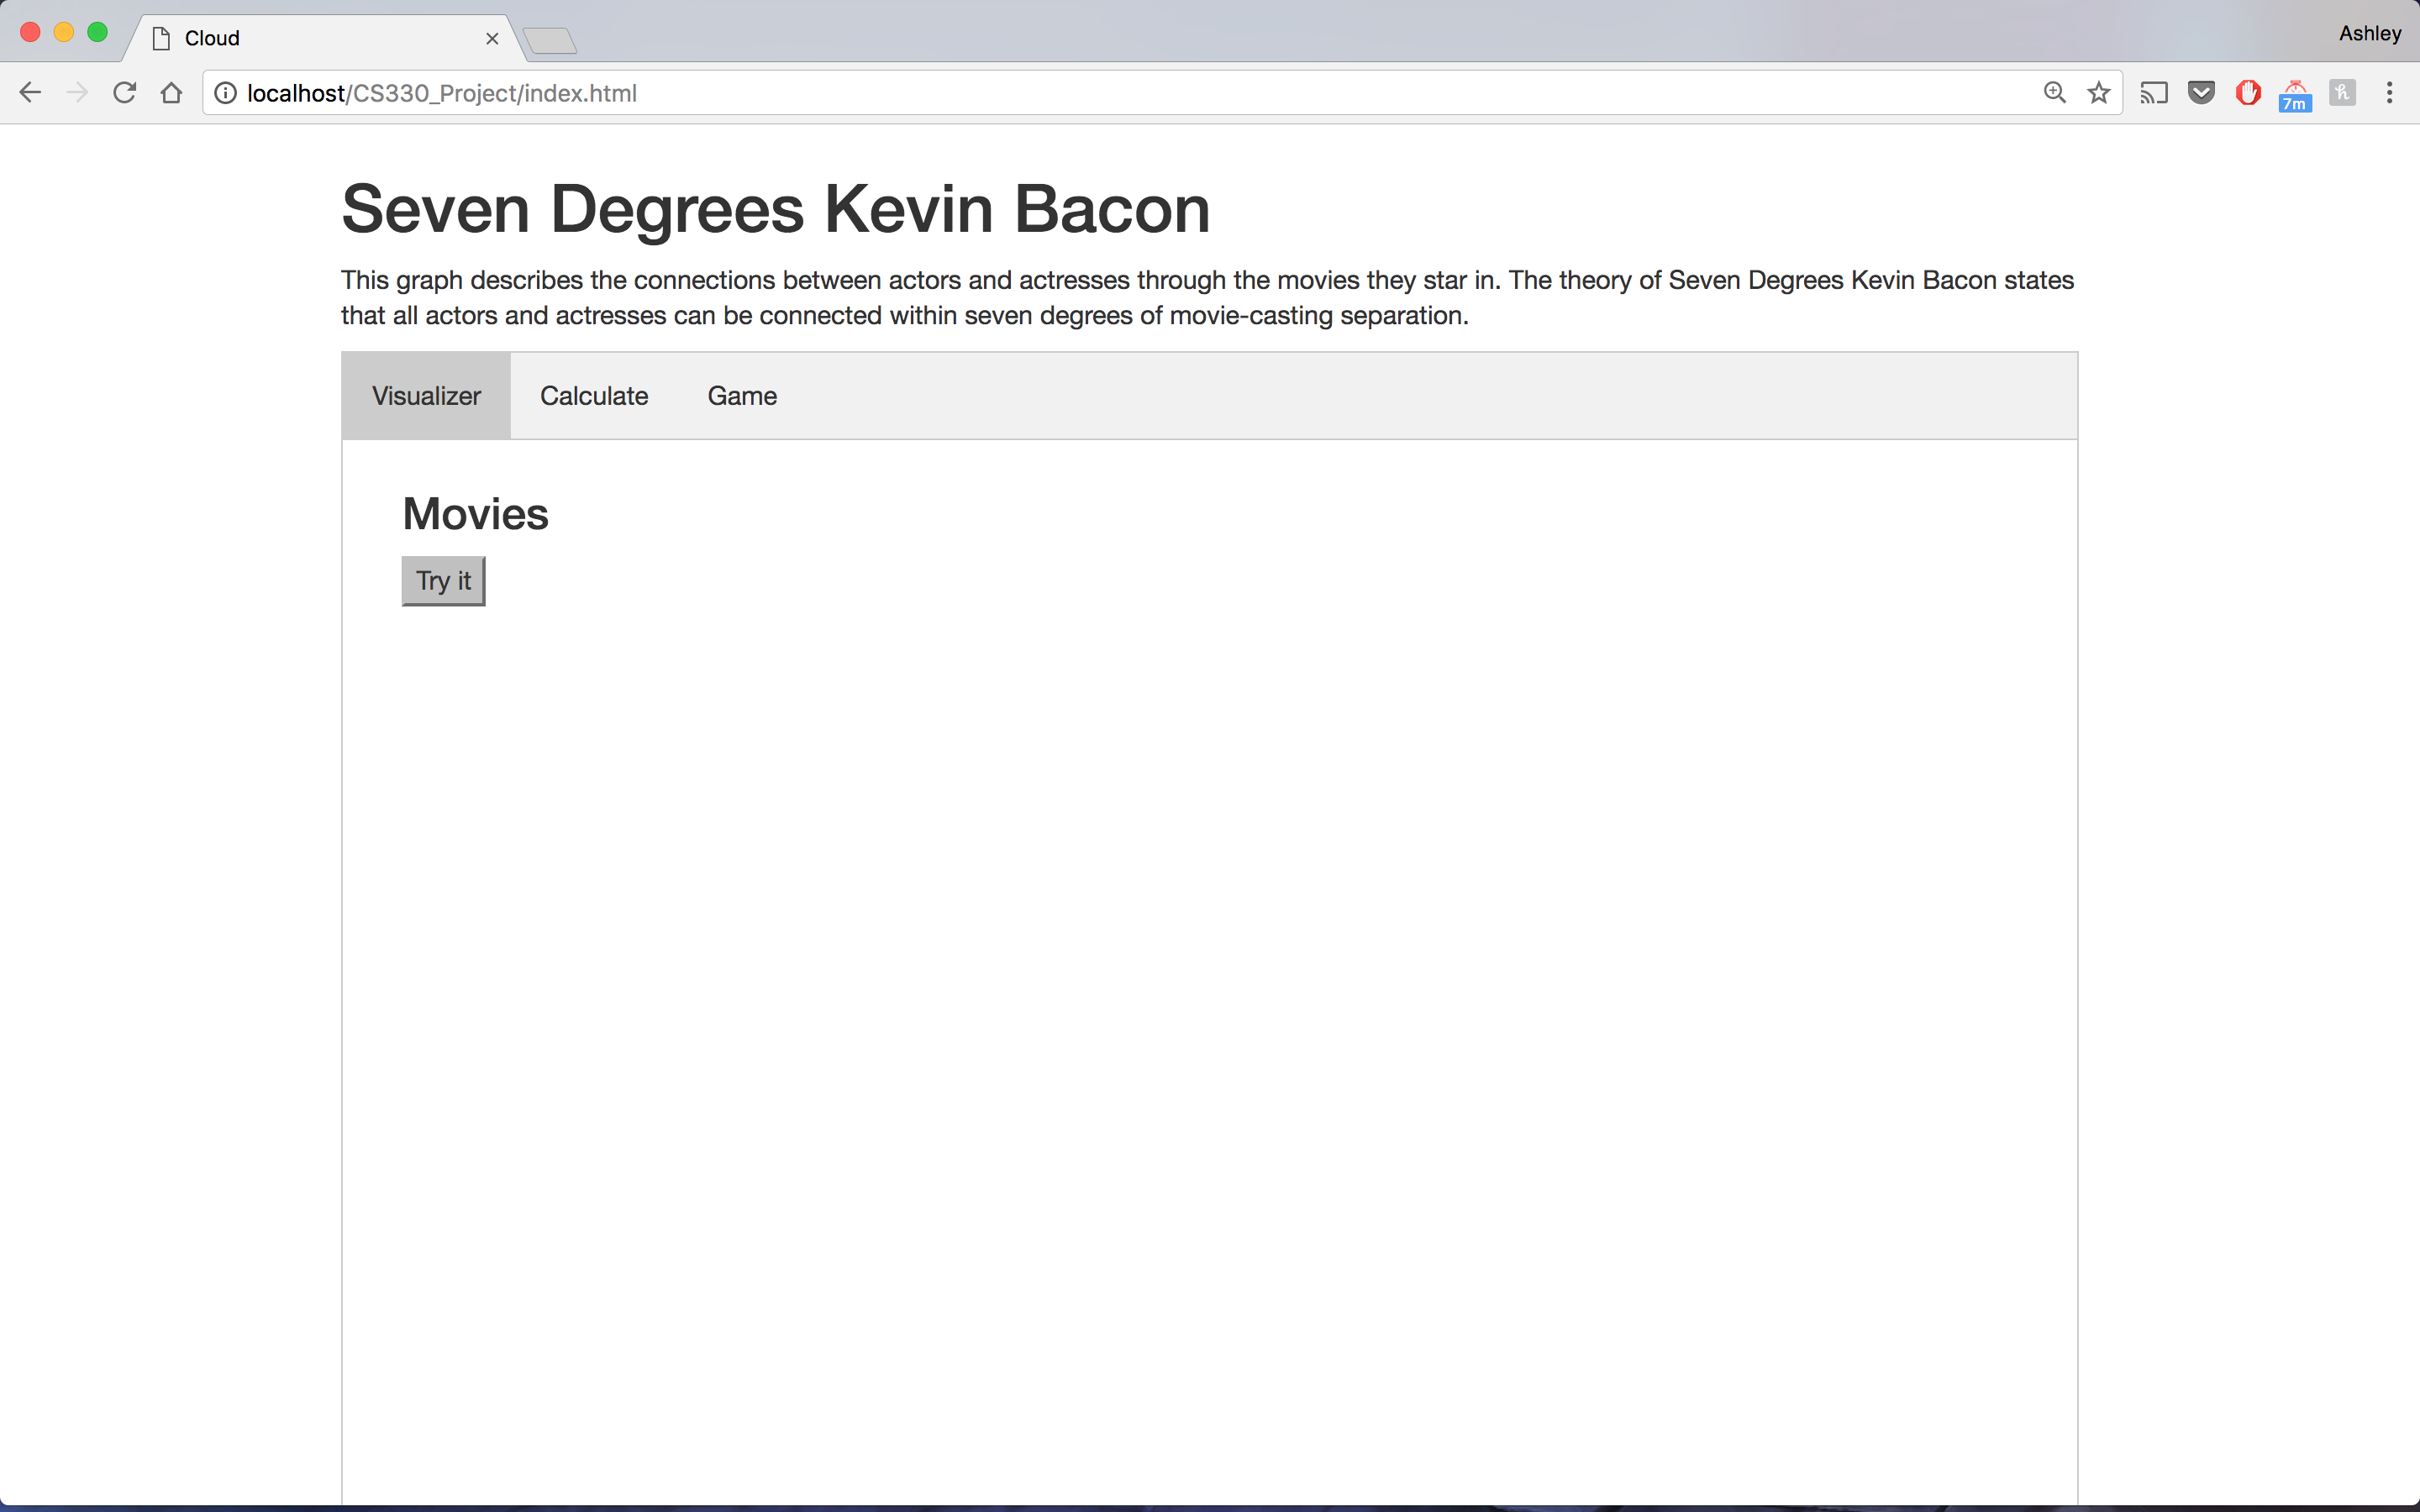 Cloud
Ashley
localhost/CS330_Project/index.html
7m
Seven Degrees Kevin Bacon
This graph describes the connections between actors and actresses through the movies they star in. The theory of Seven Degrees Kevin Bacon states
that all actors and actresses can be connected within seven degrees of movie-casting separation.
Visualizer Calculate Game
Movies
Try it